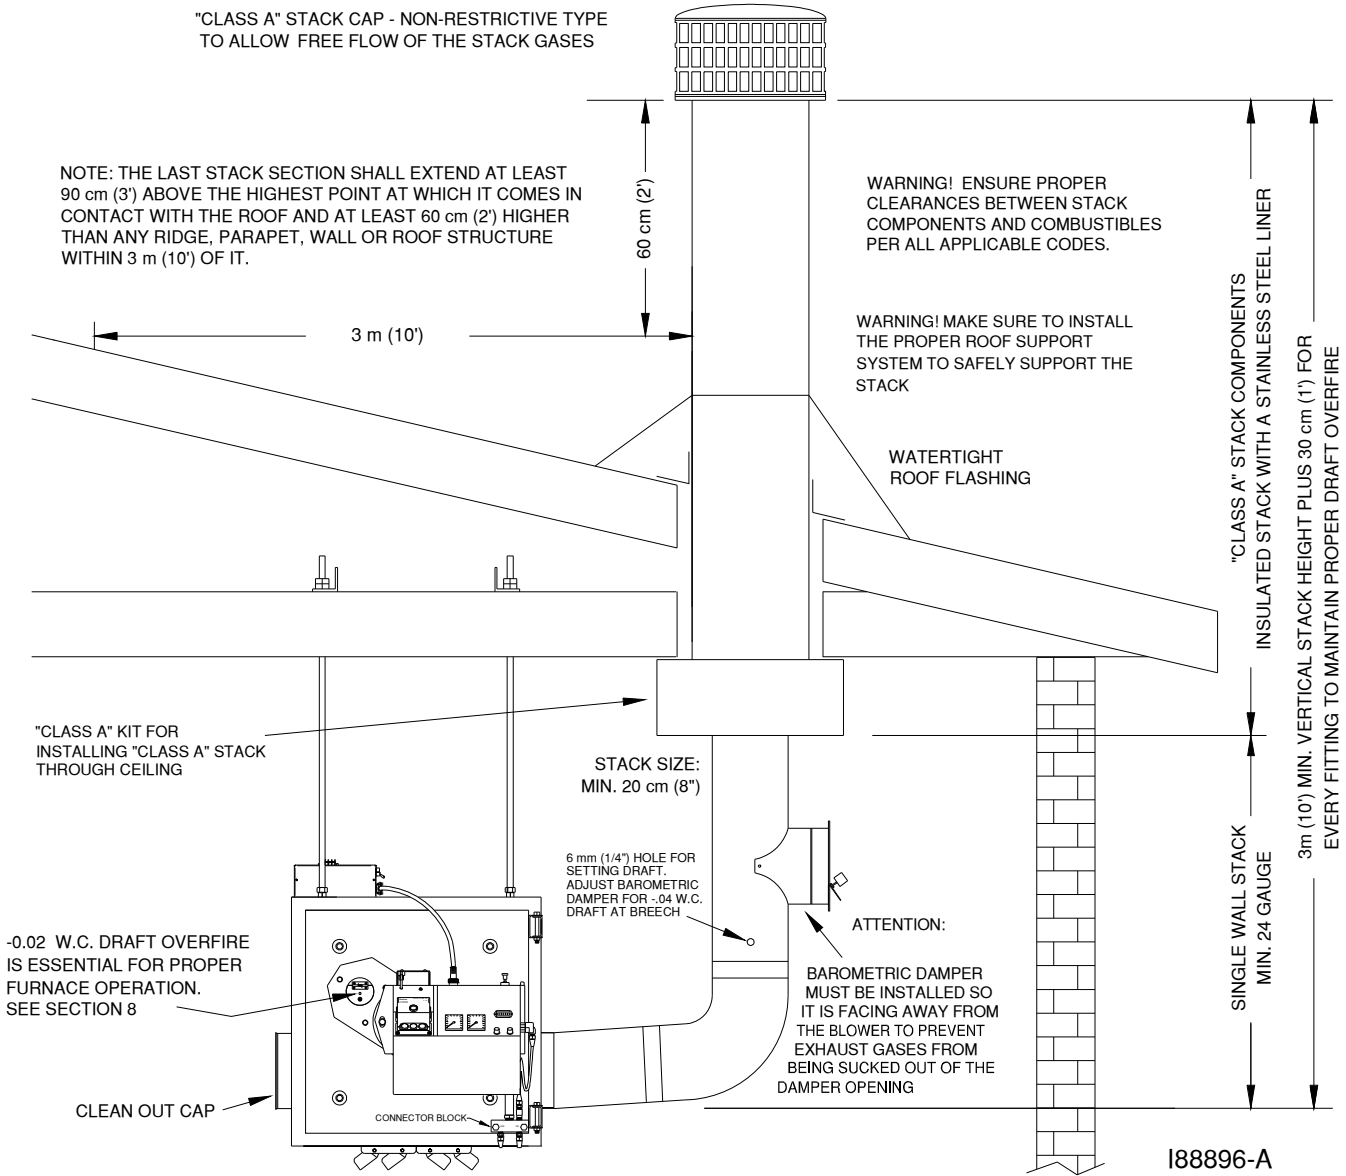 "CLASS A" STACK CAP - NON-RESTRICTIVE TYPE
TO ALLOW FREE FLOW OF THE STACK GASES
NOTE: THE LAST STACK SECTION SHALL EXTEND AT LEAST
90 cm (3') ABOVE THE HIGHEST POINT AT WHICH IT COMES IN
CONTACT WITH THE ROOF AND AT LEAST 60 cm (2') HIGHER
THAN ANY RIDGE, PARAPET, WALL OR ROOF STRUCTURE
WITHIN 3 m (10') OF IT.
60 cm (2')
3 m (10')
WARNING! ENSURE PROPER
CLEARANCES BETWEEN STACK
COMPONENTS AND COMBUSTIBLES
PER ALL APPLICABLE CODES.
WARNING! MAKE SURE TO INSTALL
THE PROPER ROOF SUPPORT
SYSTEM TO SAFELY SUPPORT THE
STACK
WATERTIGHT
ROOF FLASHING
"CLASS A" STACK COMPONENTS
INSULATED STACK WITH A STAINLESS STEEL LINER
3m (10') MIN. VERTICAL STACK HEIGHT PLUS 30 cm (1') FOR
EVERY FITTING TO MAINTAIN PROPER DRAFT OVERFIRE
"CLASS A" KIT FOR
INSTALLING "CLASS A" STACK
THROUGH CEILING
STACK SIZE:
MIN. 20 cm (8")
6 mm (1/4") HOLE FOR
SETTING DRAFT.
ADJUST BAROMETRIC
DAMPER FOR -.04 W.C.
DRAFT AT BREECH
ATTENTION:
BAROMETRIC DAMPER
MUST BE INSTALLED SO
IT IS FACING AWAY FROM
THE BLOWER TO PREVENT
EXHAUST GASES FROM
BEING SUCKED OUT OF THE
DAMPER OPENING
SINGLE WALL STACK
MIN. 24 GAUGE
-0.02 W.C. DRAFT OVERFIRE
IS ESSENTIAL FOR PROPER
FURNACE OPERATION.
SEE SECTION 8
CLEAN OUT CAP
CONNECTOR BLOCK
I88896-A